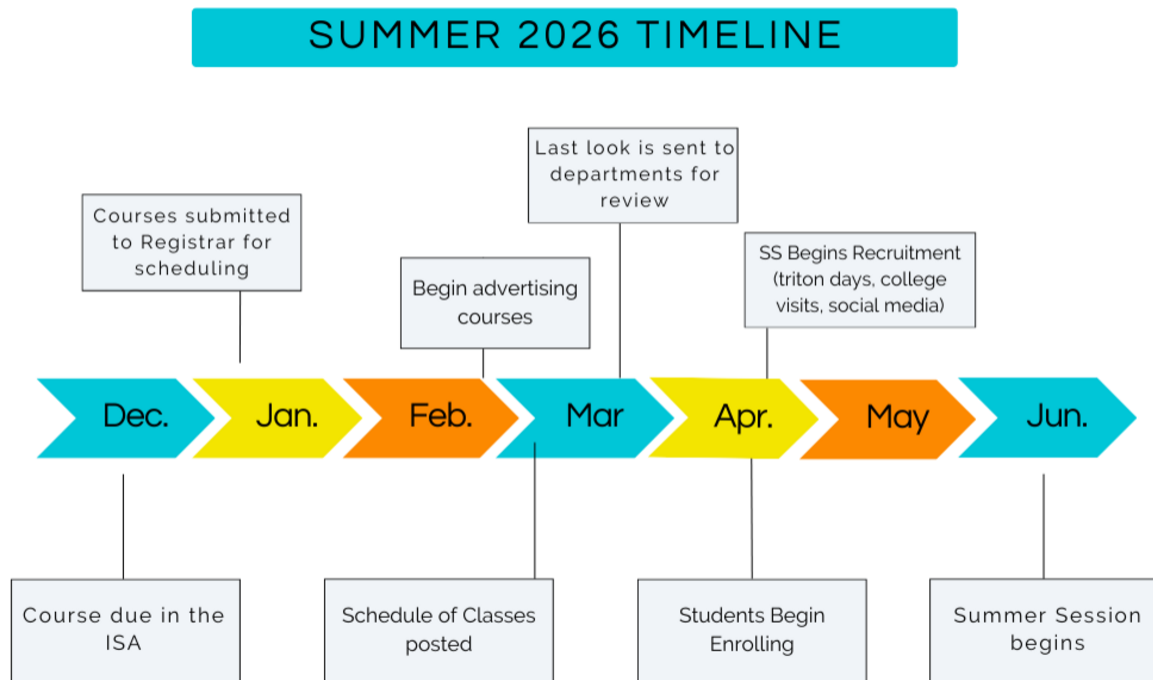 SUMMER 2026 TIMELINE
Last look is sent to
departments for
review
Courses submitted
to Registrar for
scheduling
SS Begins Recruitment
(triton days, college
visits, social media)
Begin advertising
courses
Dec.
Jan.
Feb.
Mar
Apr.
May
Jun.
Course due in the
ISA
Schedule of Classes
posted
Students Begin
Enrolling
Summer Session
begins